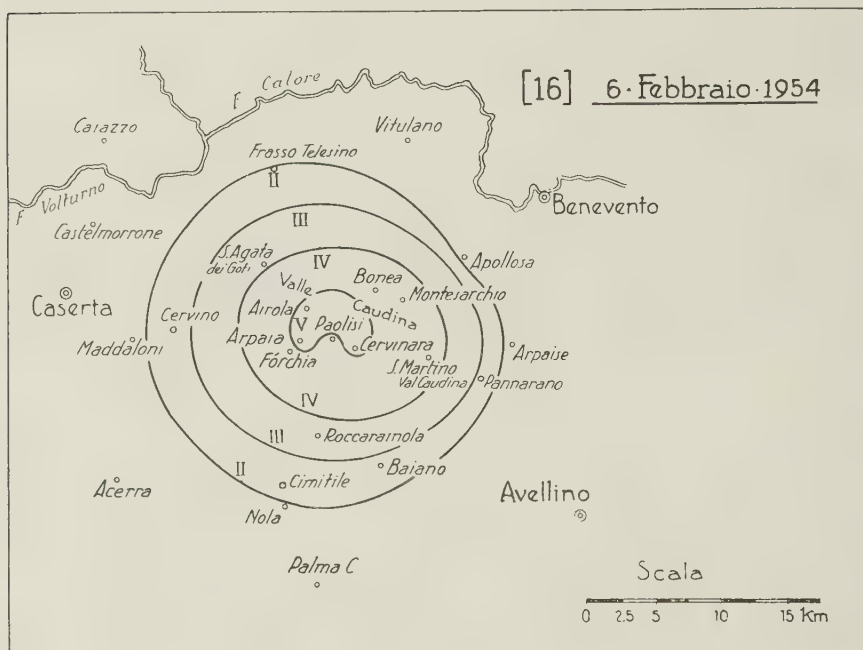 [16] 6·Febbraio·1954
F Calore
Caiazzo
Vitulano
Frasso Telesino
II
F Volturno
Benevento
III
Castelmorrone
S. Agata
dei Goti
IV
Apollosa
Valle
Bonea
Caserta
Montesarchio
Airola
Caudina
Cervino
V
Paolisi
Maddaloni
Arpaia
Cervinara
Arpaise
Fórchia
S. Martino
Val Caudina
Pannarano
IV
III
Roccarainola
II
Baiano
Acerra
Cimitile
Avellino
Nola
Palma C
Scala
0 2.5 5 10 15 Km